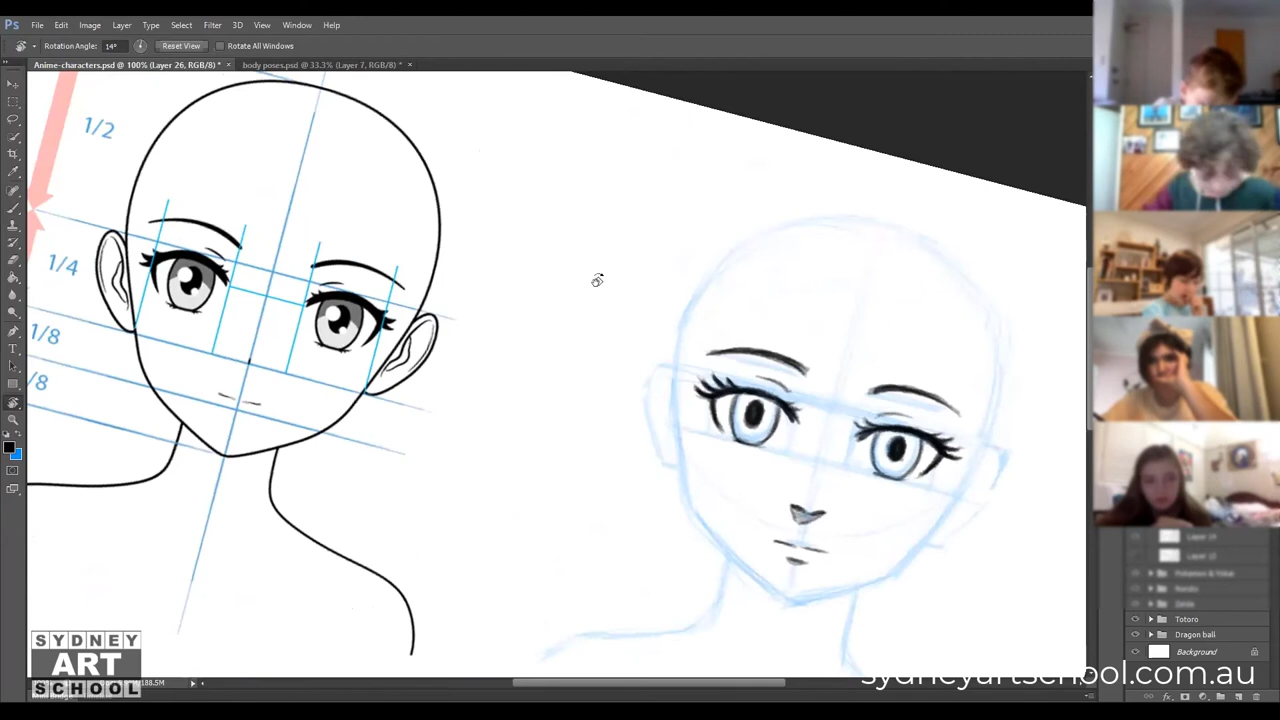 Ps File Edit Image Layer Type Select Filter 3D View Window Help
Rotation Angle: 14° Reset View Rotate All Windows
Anime-characters.psd @ 100% (Layer 26, RGB/8) * × body poses.psd @ 33.3% (Layer 7, RGB/8) * ×
1/2
1/4
1/8
/8
Totoro
Dragon ball
Background
SYDNEY
ART
SCHOOL
sydneyartschool.com.au